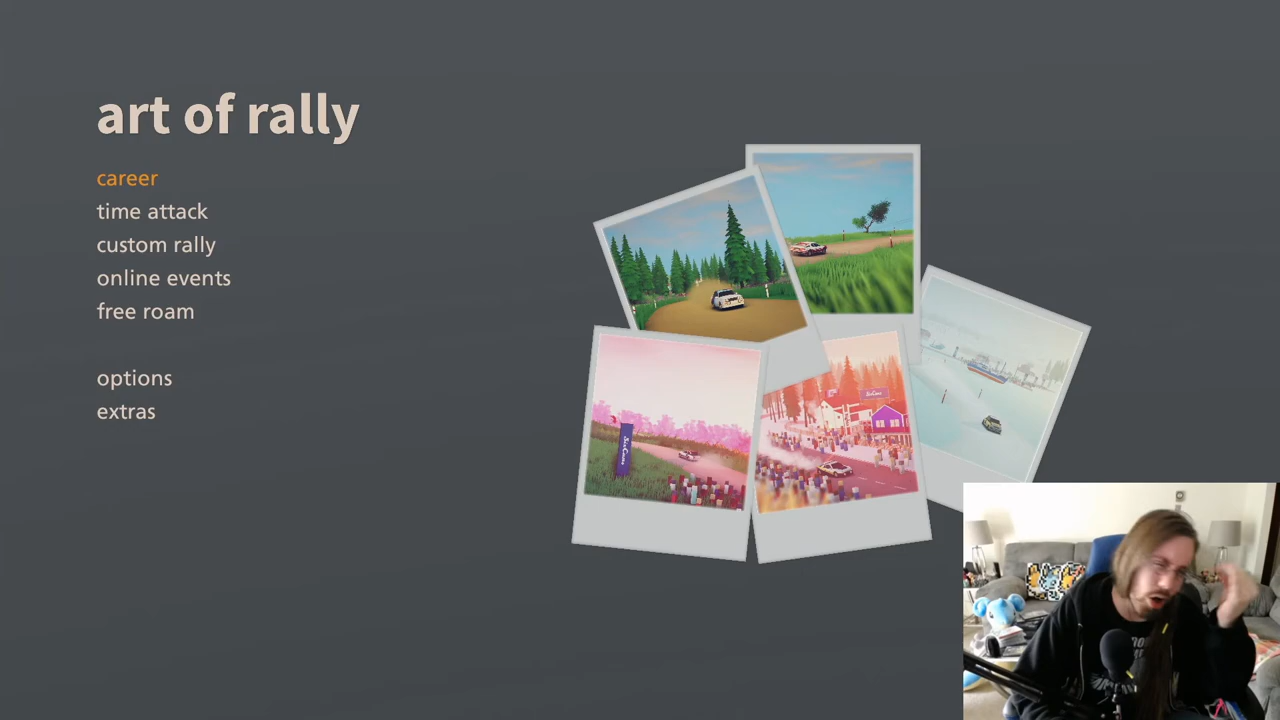 art of rally
career
time attack
custom rally
online events
free roam
options
extras